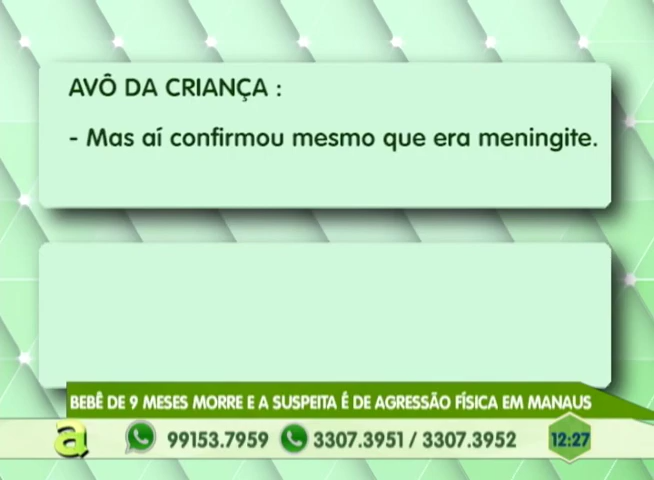 AVÔ DA CRIANÇA :
- Mas aí confirmou mesmo que era meningite.
BEBÊ DE 9 MESES MORRE E A SUSPEITA É DE AGRESSÃO FÍSICA EM MANAUS
a 99153.7959 3307.3951 / 3307.3952 12:27